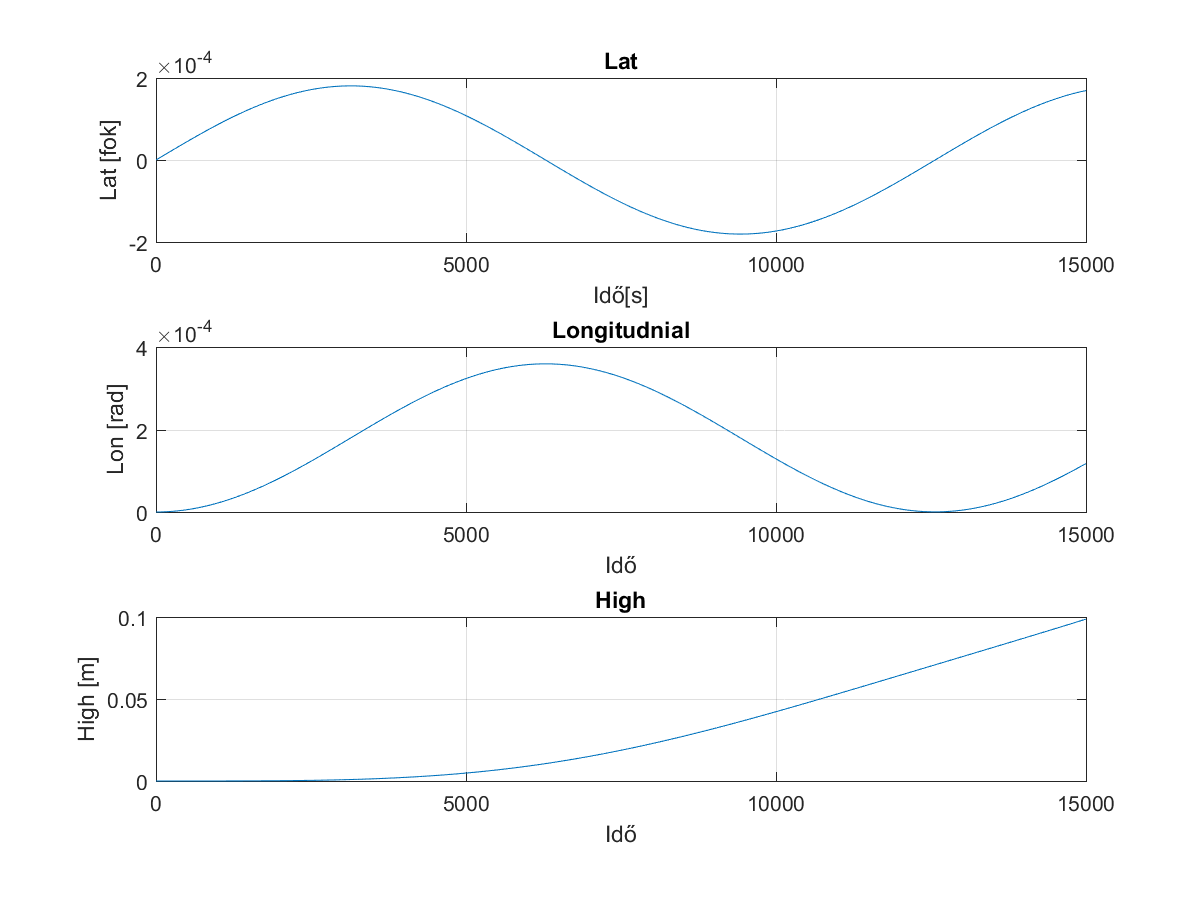 Lat
×10-4
2
0
-2
Lat [fok]
0 5000 10000 15000
Idő[s]
Longitudnial
×10-4
4
2
0
Lon [rad]
0 5000 10000 15000
Idő
High
0.1
0.05
0
High [m]
0 5000 10000 15000
Idő